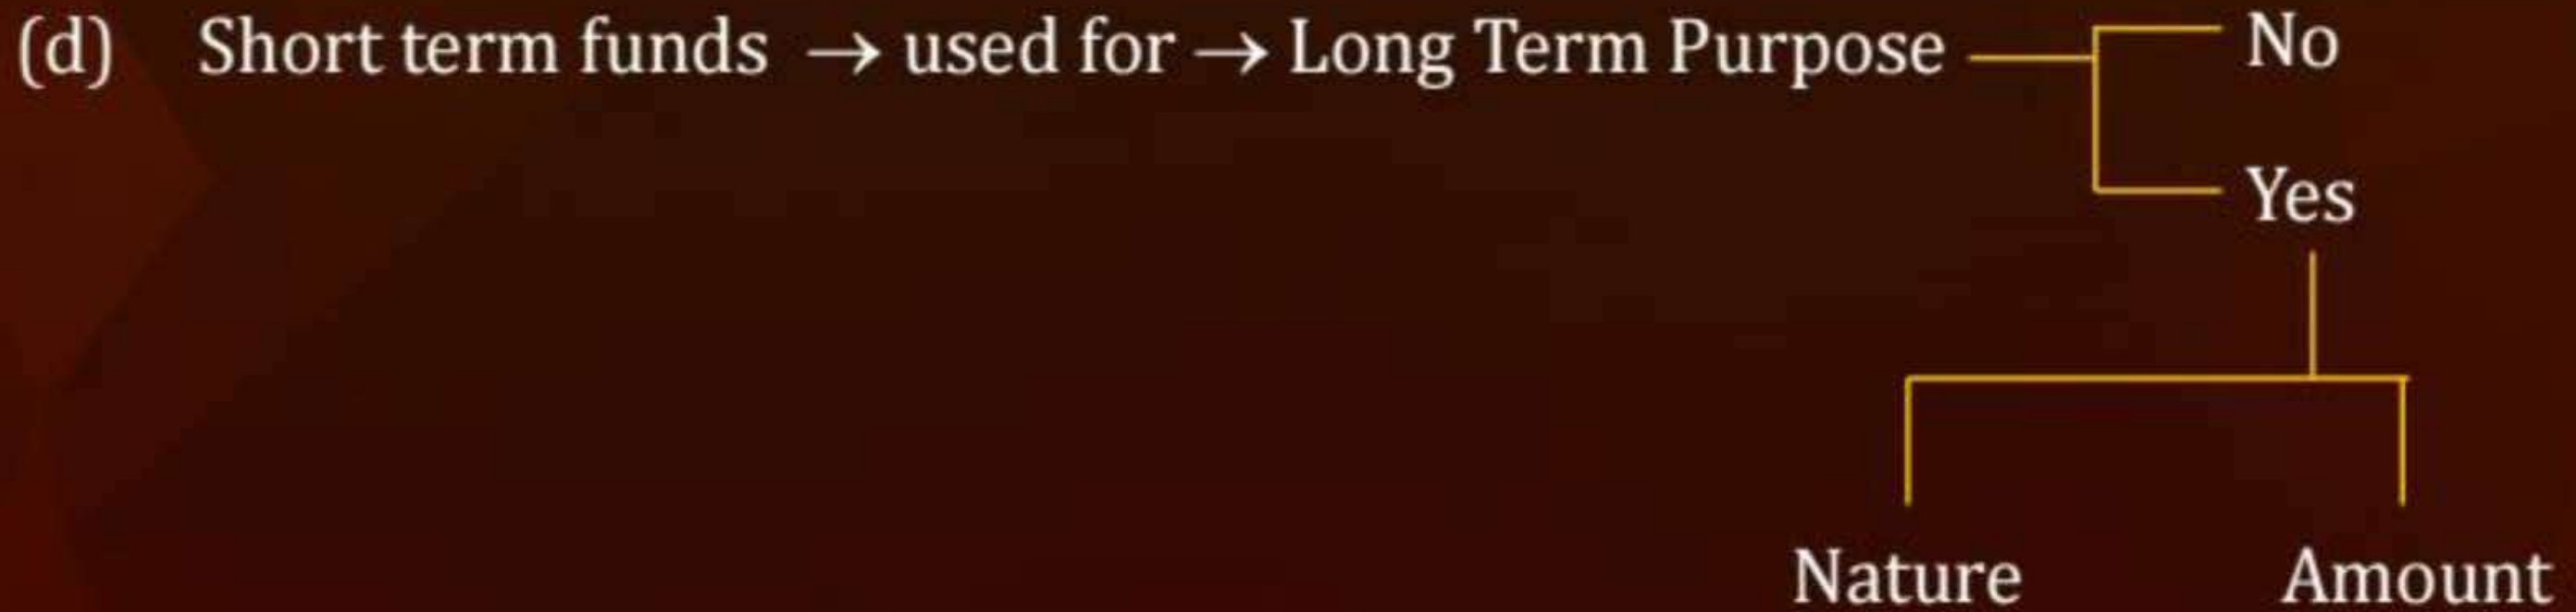 (d) Short term funds → used for → Long Term Purpose No
Yes
Nature Amount